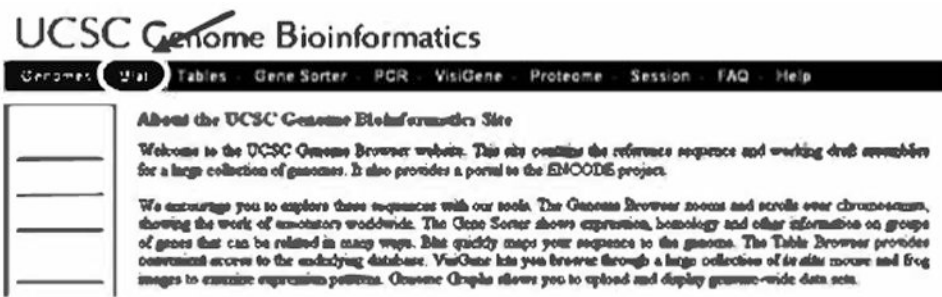 UCSC Genome Bioinformatics
Genomes Blat Tables - Gene Sorter - PCR - VisiGene - Proteome - Session - FAQ - Help
About the UCSC Genome Bioinformatics Site
Welcome to the UCSC Genome Browser website. This site contains the reference sequence and working draft assemblies
for a large collection of genomes. It also provides a portal to the ENCODE project.
We encourage you to explore these sequences with our tools. The Genome Browser zooms and scrolls over chromosomes,
showing the work of annotators worldwide. The Gene Sorter shows expression, homology and other information on groups
of genes that can be related in many ways. Blat quickly maps your sequence to the genome. The Table Browser provides
convenient access to the underlying database. VisiGene lets you browse through a large collection of in situ mouse and frog
images to examine expression patterns. Genome Graphs allows you to upload and display genome-wide data sets.